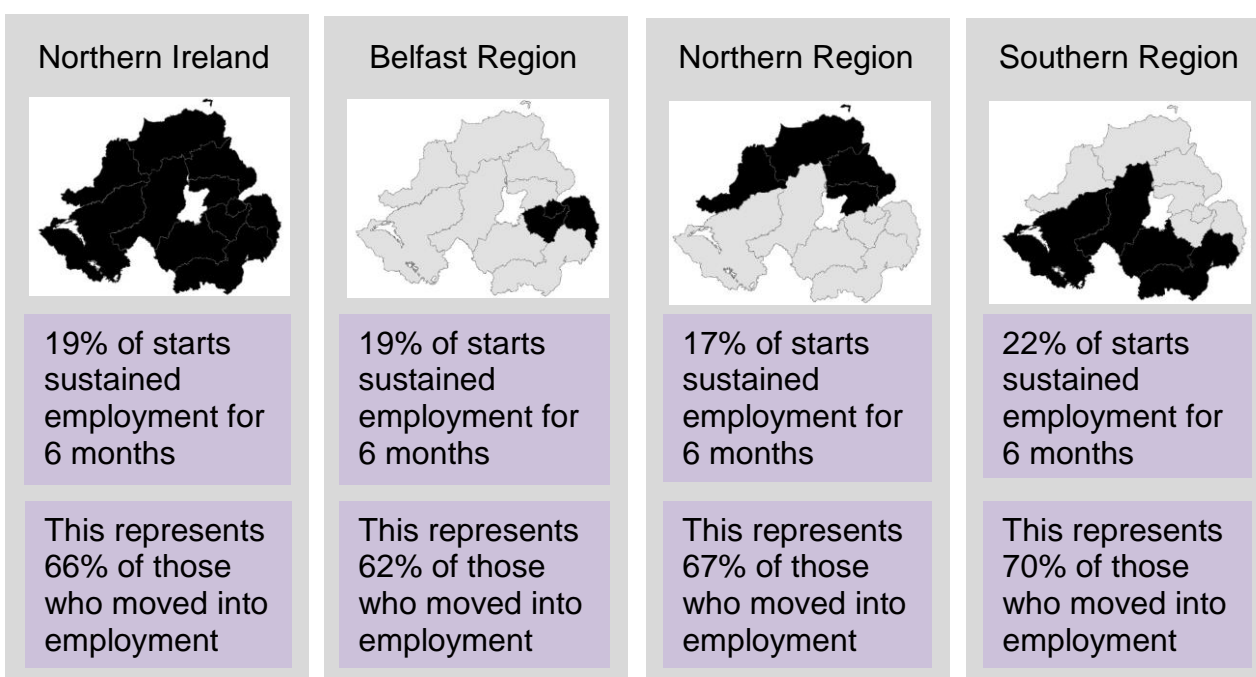 Northern Ireland
19% of starts
sustained
employment for
6 months
This represents
66% of those
who moved into
employment
Belfast Region
19% of starts
sustained
employment for
6 months
This represents
62% of those
who moved into
employment
Northern Region
17% of starts
sustained
employment for
6 months
This represents
67% of those
who moved into
employment
Southern Region
22% of starts
sustained
employment for
6 months
This represents
70% of those
who moved into
employment